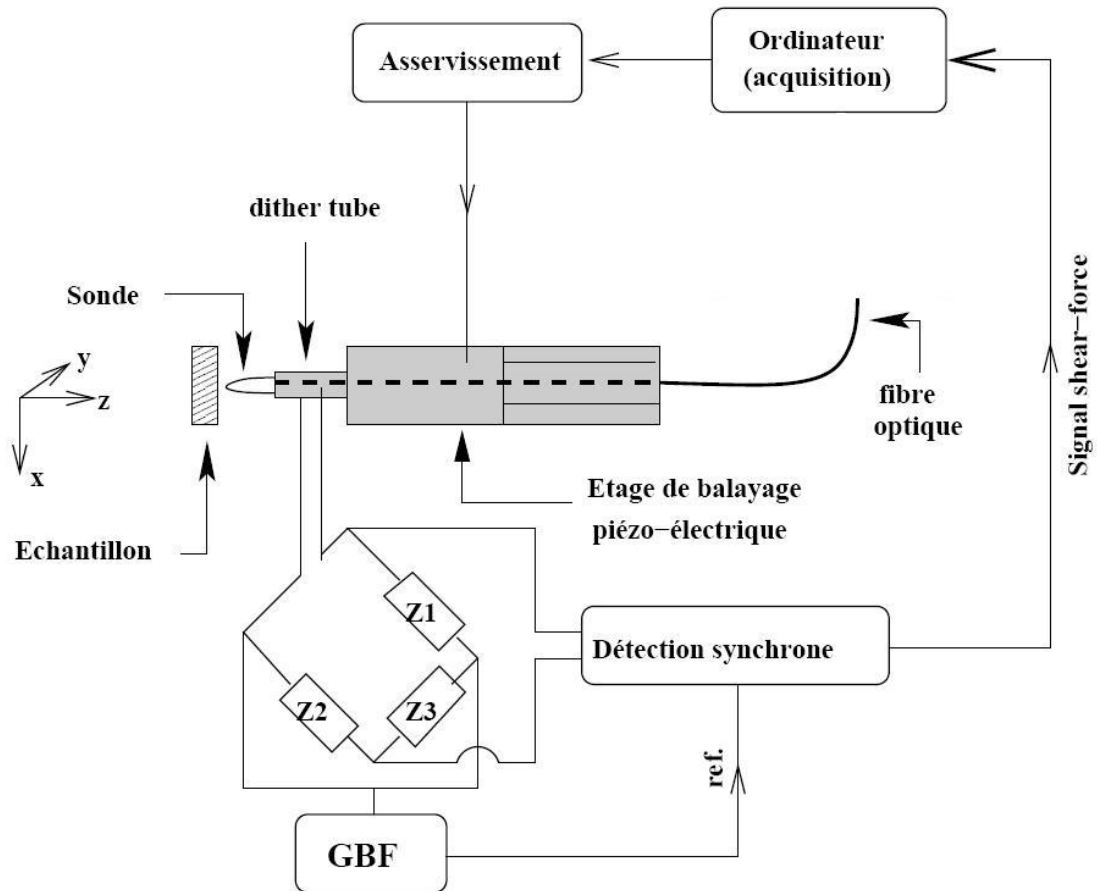 Asservissement
Ordinateur
(acquisition)
dither tube
Sonde
y
z
x
Echantillon
fibre
optique
Etage de balayage
piézo−électrique
Signal shear−force
Z1
Z2
Z3
Détection synchrone
ref.
GBF